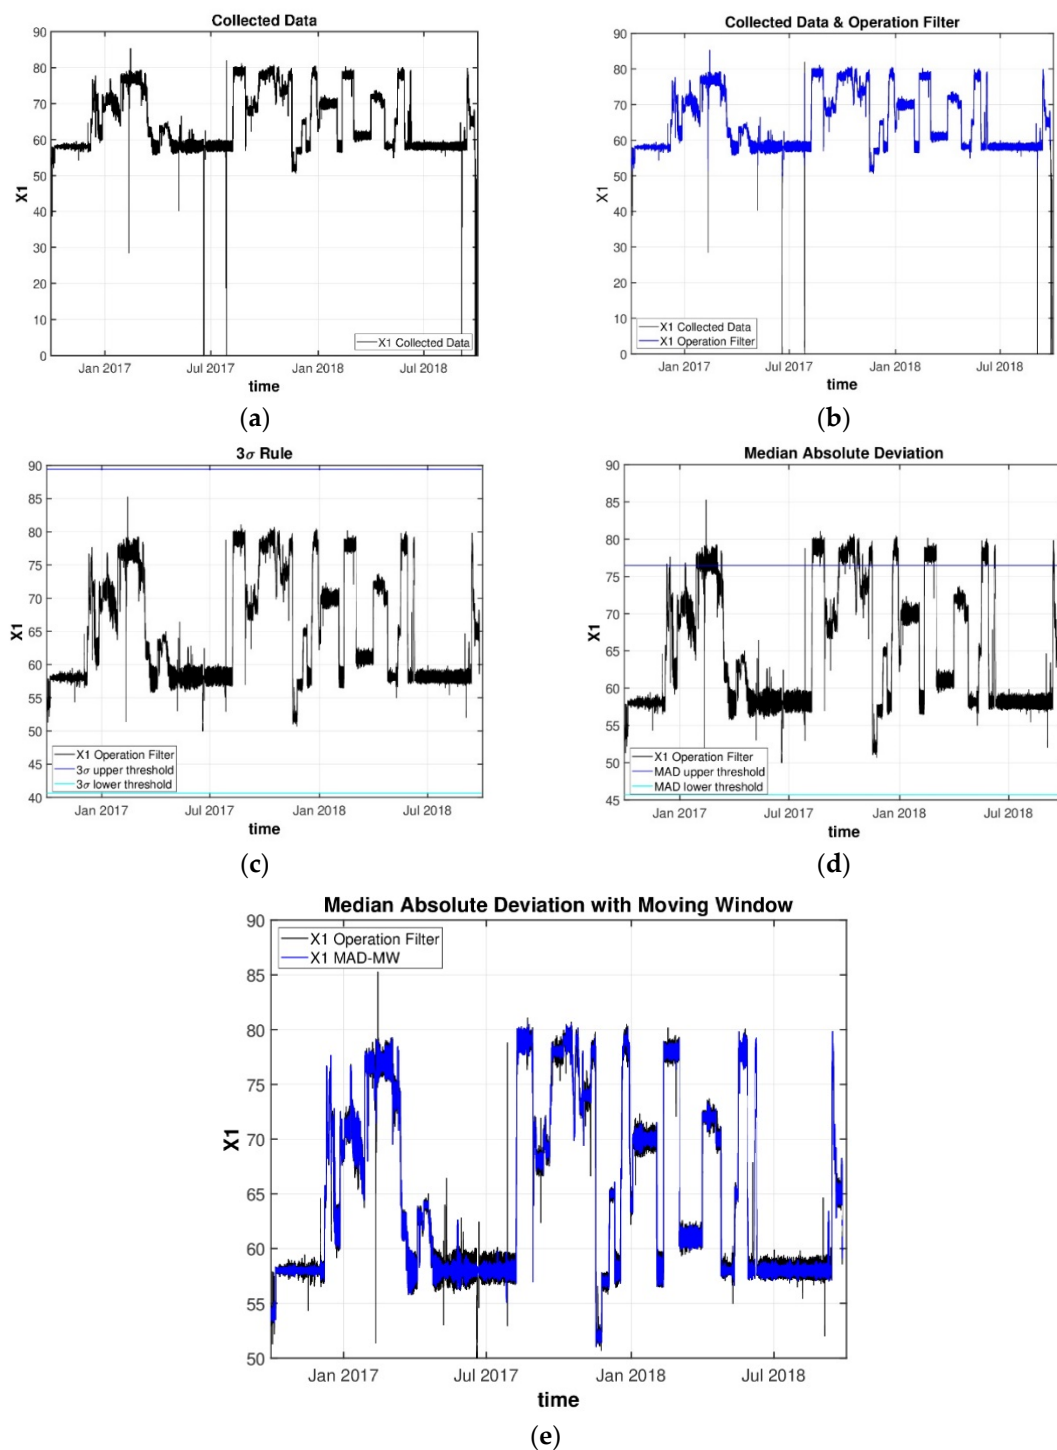 Collected Data
90
80
70
60
50
40
30
20
10
0
X1
X1 Collected Data
Jan 2017 Jul 2017 Jan 2018 Jul 2018
time
(a)
Collected Data & Operation Filter
90
80
70
60
50
40
30
20
10
0
X1
X1 Collected Data
X1 Operation Filter
Jan 2017 Jul 2017 Jan 2018 Jul 2018
time
(b)
3σ Rule
90
85
80
75
70
65
60
55
50
45
40
X1
X1 Operation Filter
3σ upper threshold
3σ lower threshold
Jan 2017 Jul 2017 Jan 2018 Jul 2018
time
(c)
Median Absolute Deviation
90
85
80
75
70
65
60
55
50
45
X1
X1 Operation Filter
MAD upper threshold
MAD lower threshold
Jan 2017 Jul 2017 Jan 2018 Jul 2018
time
(d)
Median Absolute Deviation with Moving Window
90
85
80
75
70
65
60
55
50
X1
X1 Operation Filter
X1 MAD-MW
Jan 2017 Jul 2017 Jan 2018 Jul 2018
time
(e)